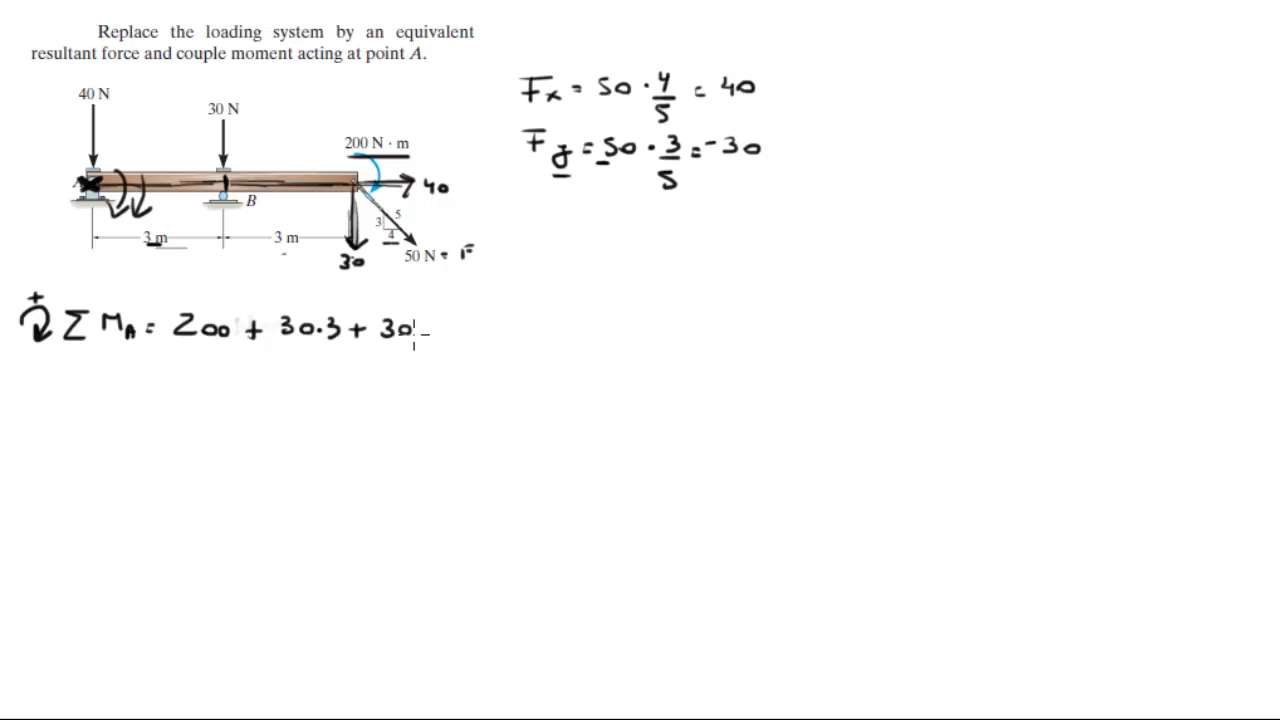 Replace the loading system by an equivalent
resultant force and couple moment acting at point A.
40 N
30 N
200 N · m
40
B
3
5
4
3 m
3 m
30
50 N = F
Fx = 50 · 4/5 = 40
Fy = 50 · 3/5 = -30
+
Σ MA = 200 + 30.3 + 30